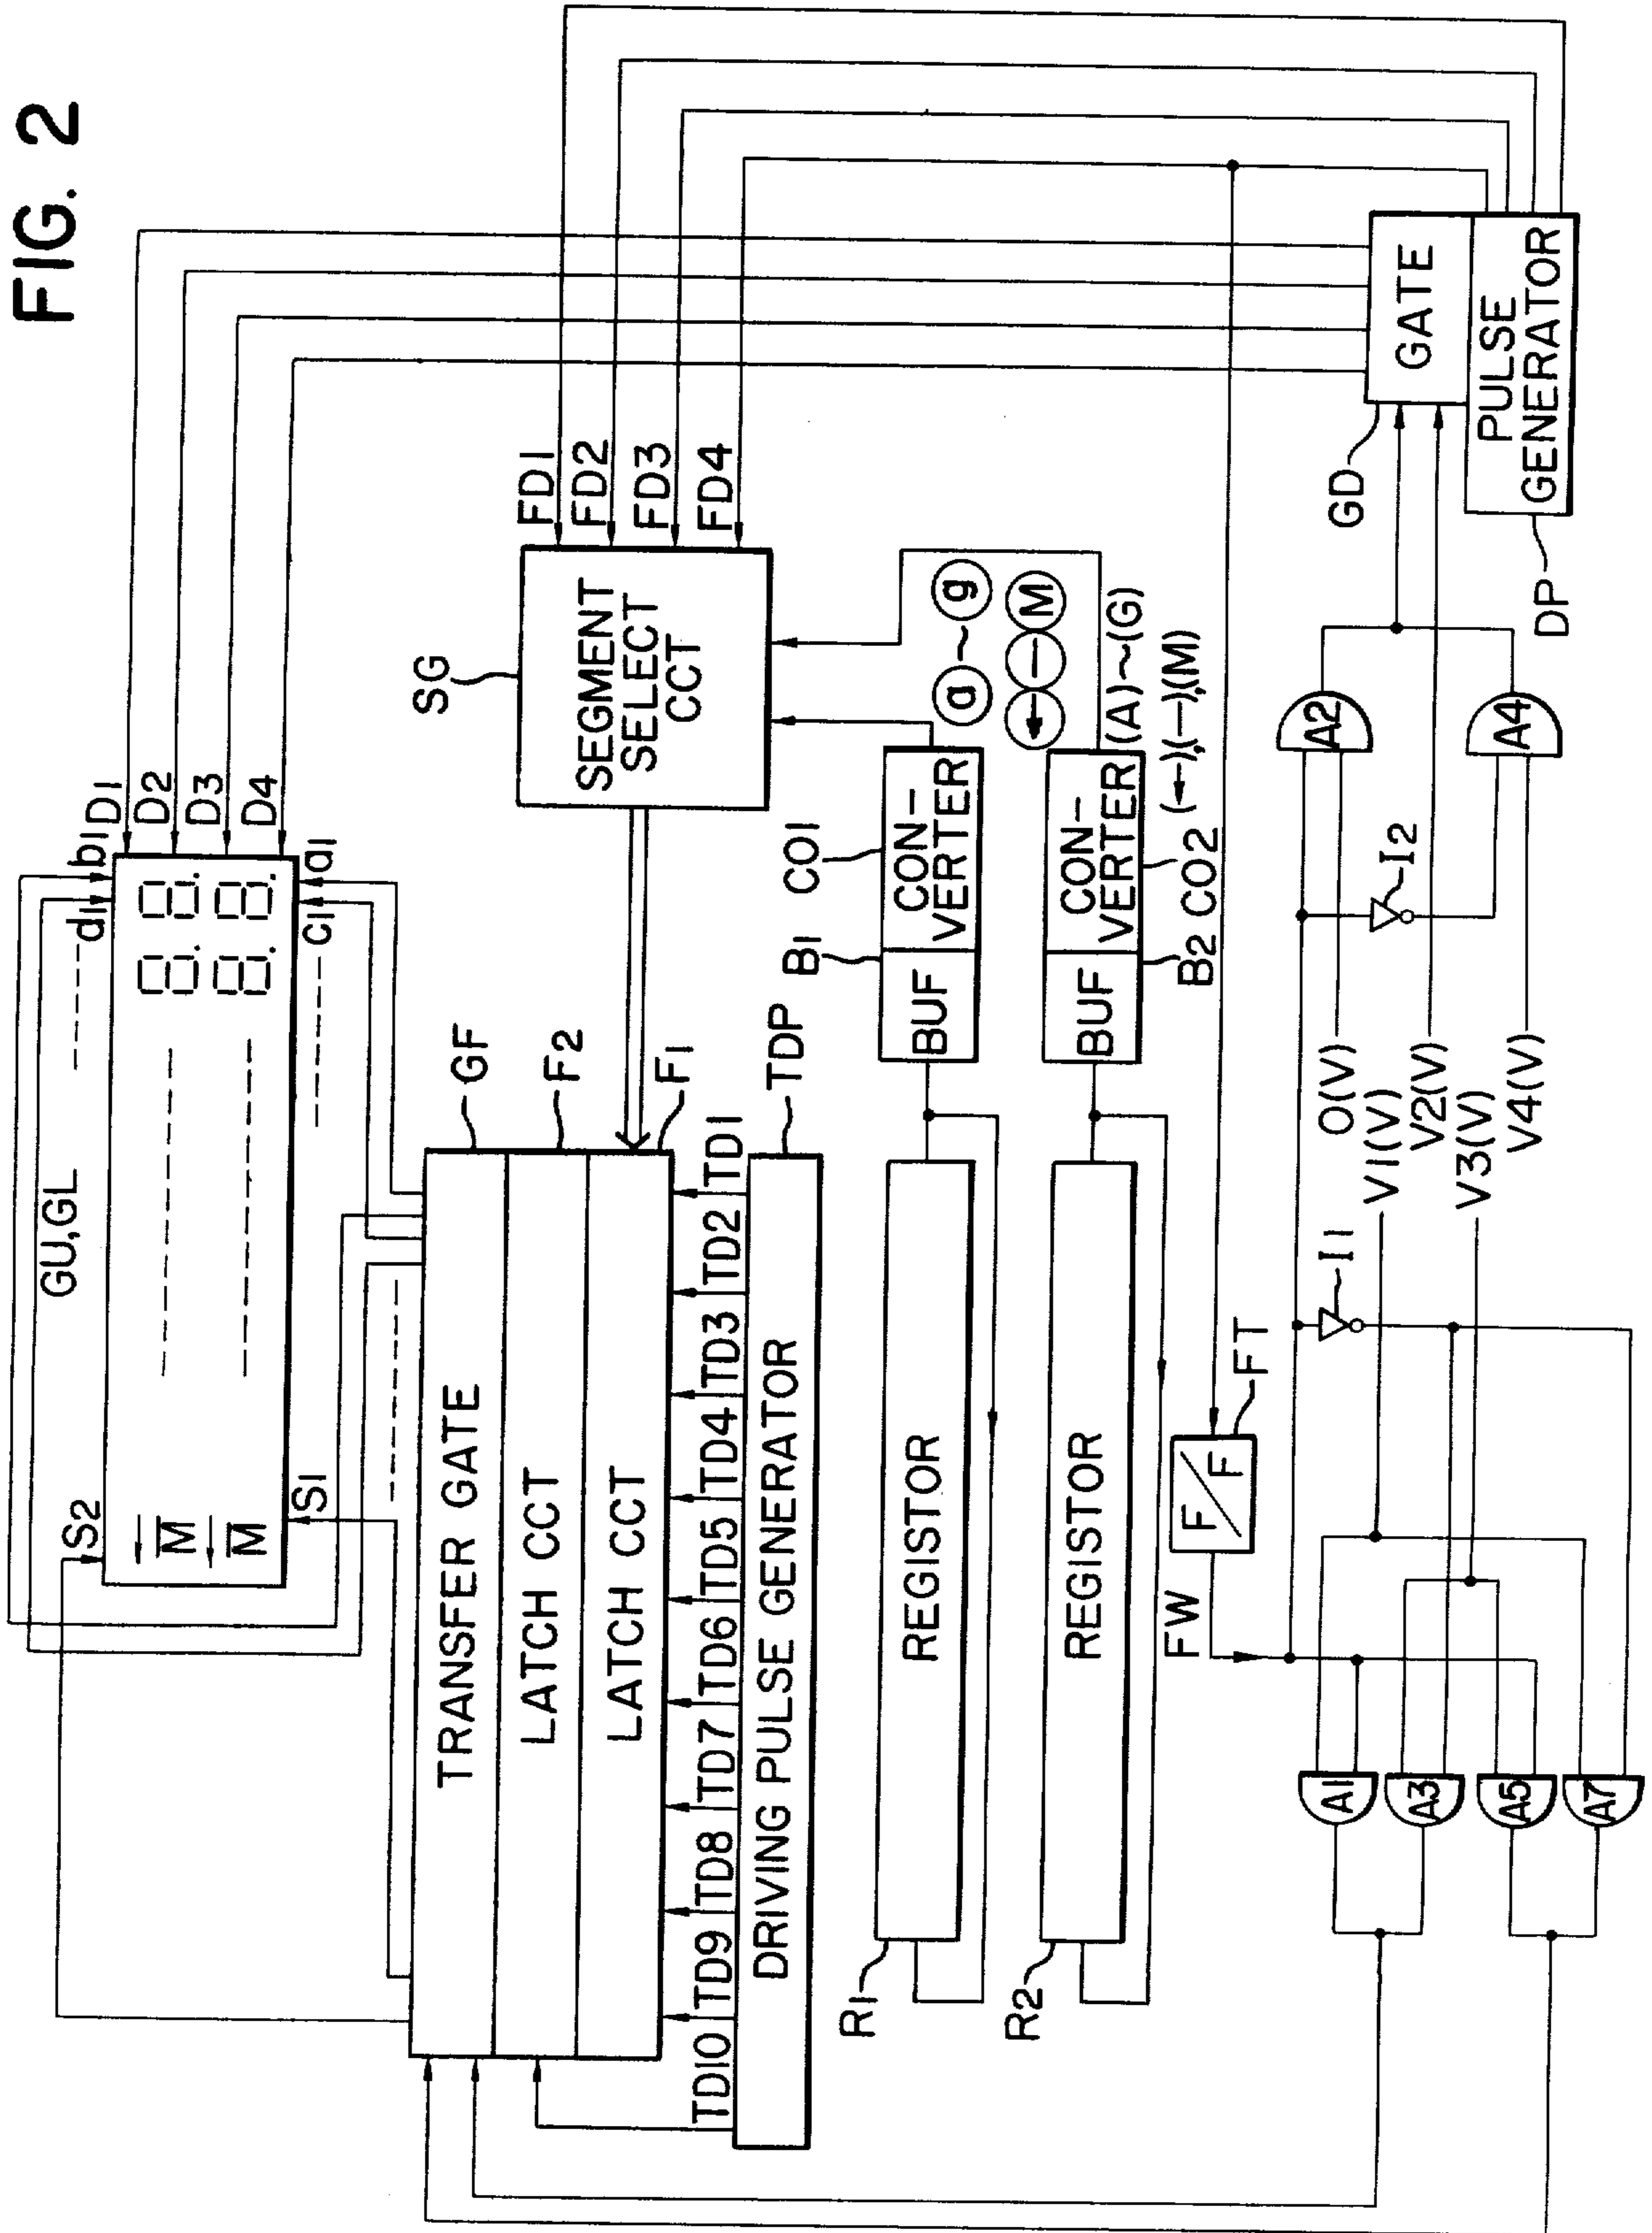 FIG. 2
S2
GU,GL
d1
b1
D1
D2
D3
D4
M
M
S1
c1
a1
GF
F2
F1
TDP
TRANSFER GATE
LATCH CCT
LATCH CCT
TD10
TD9
TD8
TD7
TD6
TD5
TD4
TD3
TD2
TD1
DRIVING PULSE GENERATOR
SG
SEGMENT
SELECT
CCT
FD1
FD2
FD3
FD4
R1
REGISTOR
B1
BUF
CO1
CON-
VERTER
a ~ g
← − M
R2
REGISTOR
B2
BUF
CO2
CON-
VERTER
(A)~(G)
(←),(—),(M)
FW
F/F
FT
I1
I2
0(V)
V1(V)
V2(V)
V3(V)
V4(V)
A1
A3
A5
A7
A2
A4
GD
GATE
PULSE
GENERATOR
DP